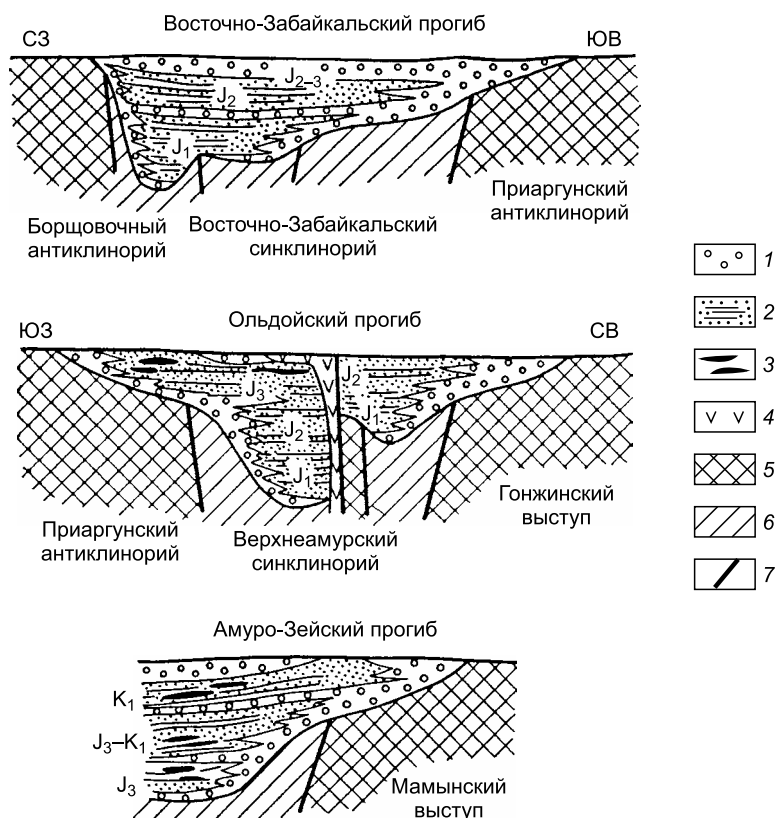 Восточно-Забайкальский прогиб
СЗ
ЮВ
J2–3
J2
J1
Борщовочный
антиклинорий
Восточно-Забайкальский
синклинорий
Приаргунский
антиклинорий
Ольдойский прогиб
ЮЗ
СВ
J3
J2
J1
J2
J1
Приаргунский
антиклинорий
Верхнеамурский
синклинорий
Гонжинский
выступ
Амуро-Зейский прогиб
K1
J3–K1
J3
Мамынский
выступ
1
2
3
4
5
6
7